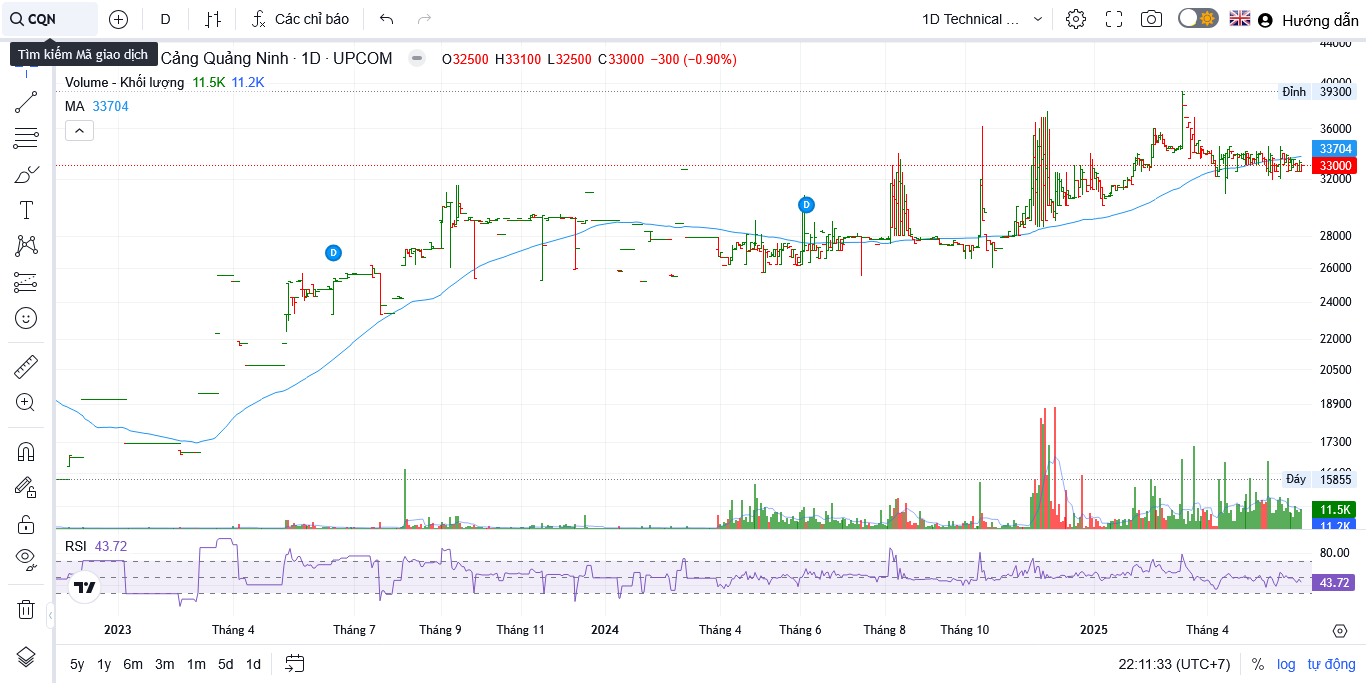 CQN D Các chỉ báo 1D Technical ... Hướng dẫn
Tìm kiếm Mã giao dịch
Cảng Quảng Ninh · 1D · UPCOM O32500 H33100 L32500 C33000 −300 (−0.90%)
Volume - Khối lượng 11.5K 11.2K
MA 33704
44000
40000
Đỉnh 39300
36000
33704
33000
32000
D
D
28000
26000
24000
22000
20500
18900
17300
16100
Đáy 15855
11.5K
11.2K
RSI 43.72
80.00
43.72
2023 Tháng 4 Tháng 7 Tháng 9 Tháng 11 2024 Tháng 4 Tháng 6 Tháng 8 Tháng 10 2025 Tháng 4
5y 1y 6m 3m 1m 5d 1d 22:11:33 (UTC+7) % log tự động